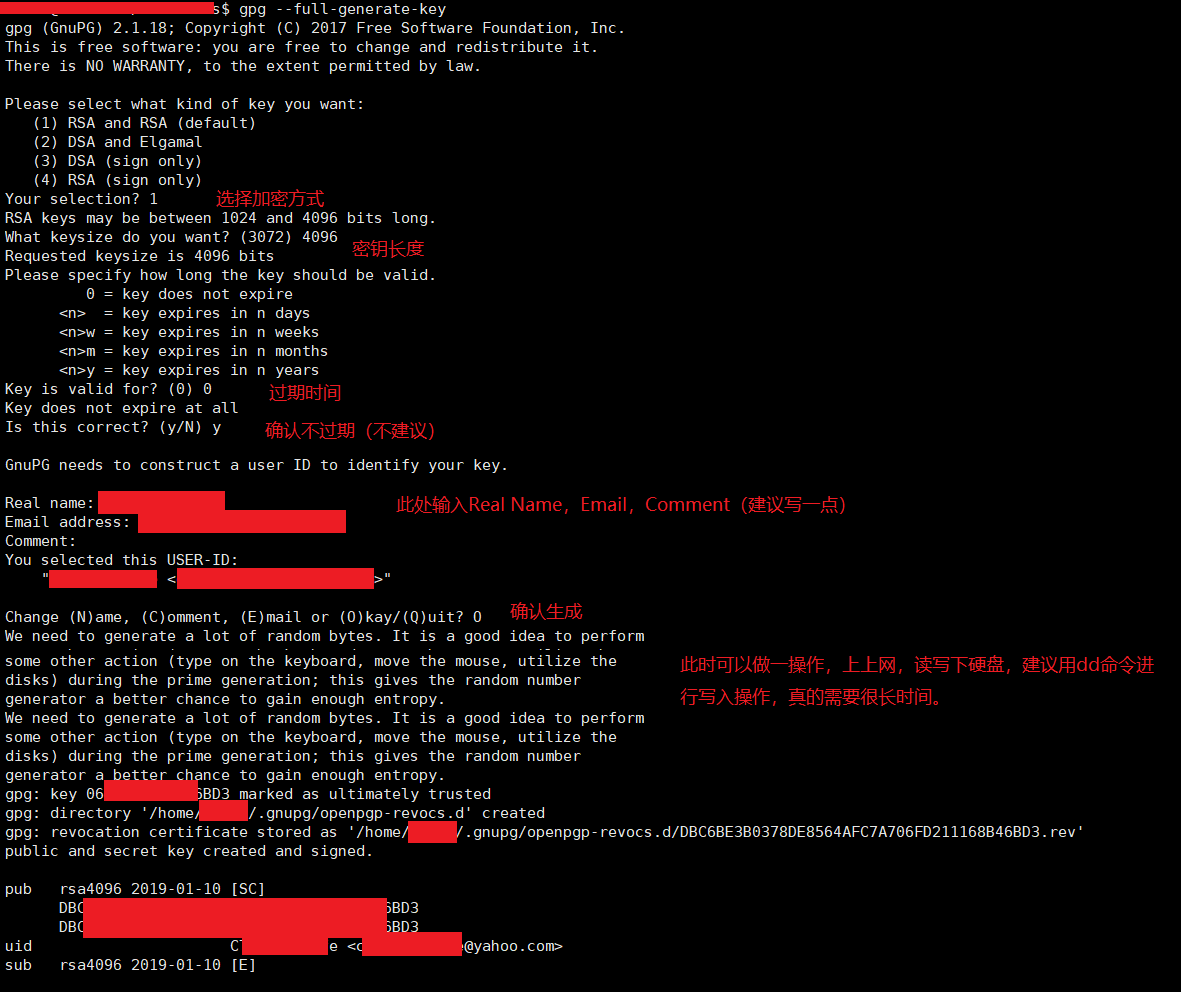 s$ gpg --full-generate-key
gpg (GnuPG) 2.1.18; Copyright (C) 2017 Free Software Foundation, Inc.
This is free software: you are free to change and redistribute it.
There is NO WARRANTY, to the extent permitted by law.
Please select what kind of key you want:
(1) RSA and RSA (default)
(2) DSA and Elgamal
(3) DSA (sign only)
(4) RSA (sign only)
Your selection? 1 选择加密方式
RSA keys may be between 1024 and 4096 bits long.
What keysize do you want? (3072) 4096
密钥长度
Requested keysize is 4096 bits
Please specify how long the key should be valid.
0 = key does not expire
<n>  = key expires in n days
<n>w = key expires in n weeks
<n>m = key expires in n months
<n>y = key expires in n years
Key is valid for? (0) 0 过期时间
Key does not expire at all
Is this correct? (y/N) y 确认不过期（不建议）
GnuPG needs to construct a user ID to identify your key.
Real name: 此处输入Real Name，Email，Comment（建议写一点）
Email address:
Comment:
You selected this USER-ID:
" < >"
Change (N)ame, (C)omment, (E)mail or (O)kay/(Q)uit? O 确认生成
We need to generate a lot of random bytes. It is a good idea to perform
some other action (type on the keyboard, move the mouse, utilize the
disks) during the prime generation; this gives the random number
generator a better chance to gain enough entropy.
此时可以做一操作，上上网，读写下硬盘，建议用dd命令进
行写入操作，真的需要很长时间。
We need to generate a lot of random bytes. It is a good idea to perform
some other action (type on the keyboard, move the mouse, utilize the
disks) during the prime generation; this gives the random number
generator a better chance to gain enough entropy.
gpg: key 06 6BD3 marked as ultimately trusted
gpg: directory '/home/ /.gnupg/openpgp-revocs.d' created
gpg: revocation certificate stored as '/home/ /.gnupg/openpgp-revocs.d/DBC6BE3B0378DE8564AFC7A706FD211168B46BD3.rev'
public and secret key created and signed.
pub rsa4096 2019-01-10 [SC]
DBC 6BD3
DBC 6BD3
uid C e <c @yahoo.com>
sub rsa4096 2019-01-10 [E]